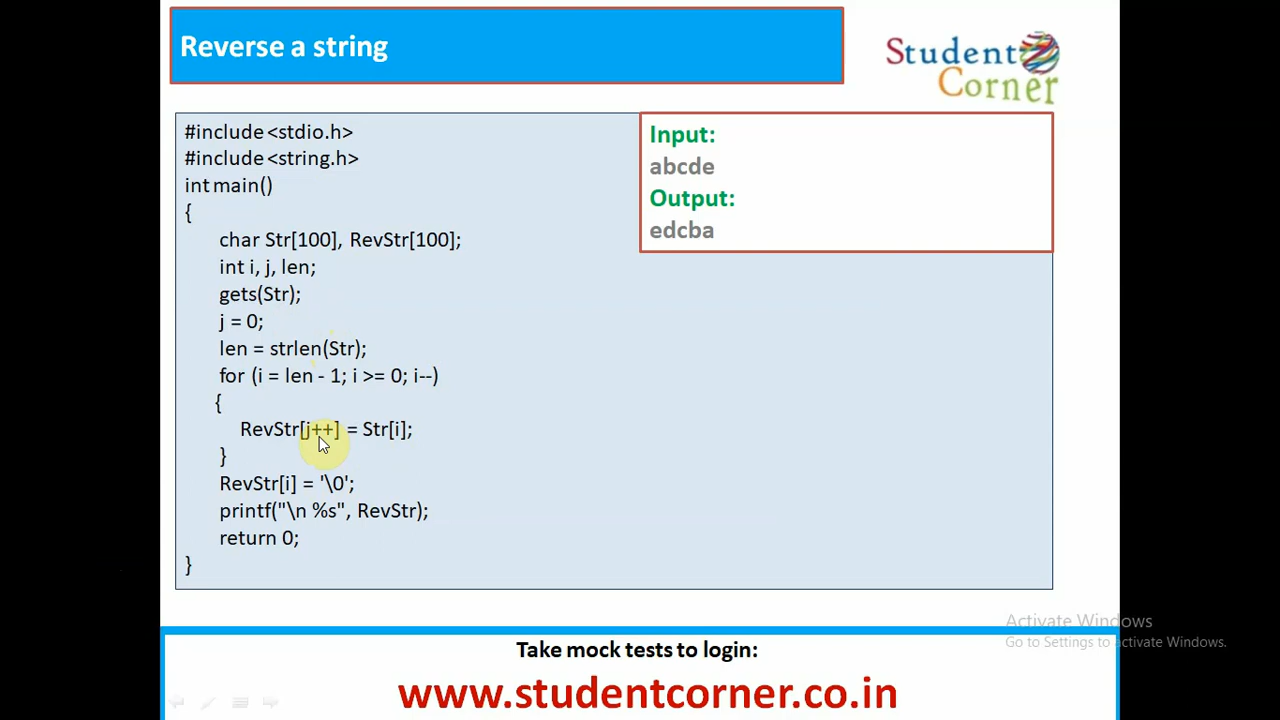 Reverse a string
Student
Corner
#include <stdio.h>
#include <string.h>
int main()
{
char Str[100], RevStr[100];
int i, j, len;
gets(Str);
j = 0;
len = strlen(Str);
for (i = len - 1; i >= 0; i--)
{
RevStr[j++] = Str[i];
}
RevStr[i] = '\0';
printf("\n %s", RevStr);
return 0;
}
Input:
abcde
Output:
edcba
Activate Windows
Go to Settings to activate Windows.
Take mock tests to login:
www.studentcorner.co.in